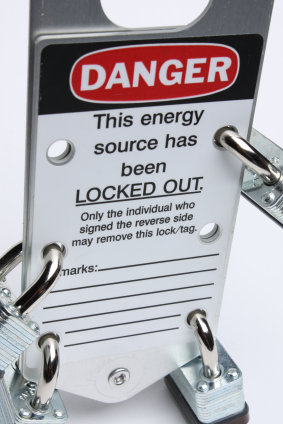 DANGER
This energy
source has
been
LOCKED OUT.
Only the individual who
signed the reverse side
may remove this lock/tag.
marks: